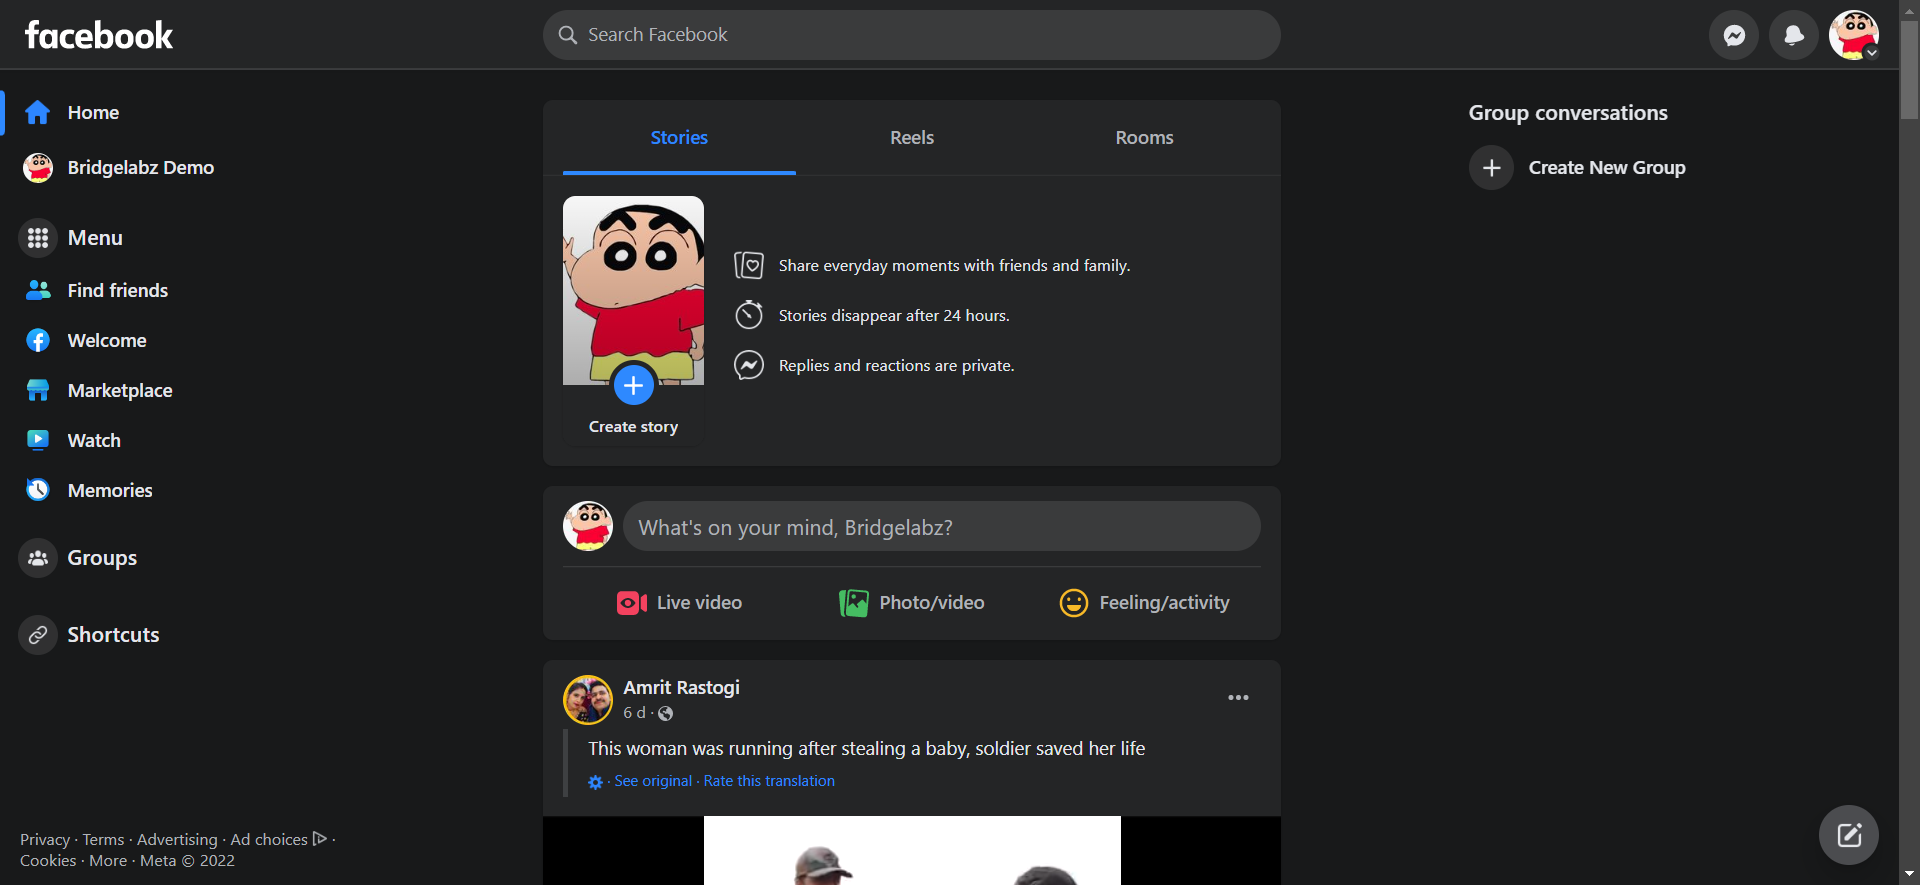 facebook
Search Facebook
Home
Bridgelabz Demo
Menu
Find friends
Welcome
Marketplace
Watch
Memories
Groups
Shortcuts
Privacy · Terms · Advertising · Ad choices ·
Cookies · More · Meta © 2022
Stories
Reels
Rooms
Create story
Share everyday moments with friends and family.
Stories disappear after 24 hours.
Replies and reactions are private.
What's on your mind, Bridgelabz?
Live video
Photo/video
Feeling/activity
Amrit Rastogi
6 d ·
This woman was running after stealing a baby, soldier saved her life
· See original · Rate this translation
Group conversations
Create New Group